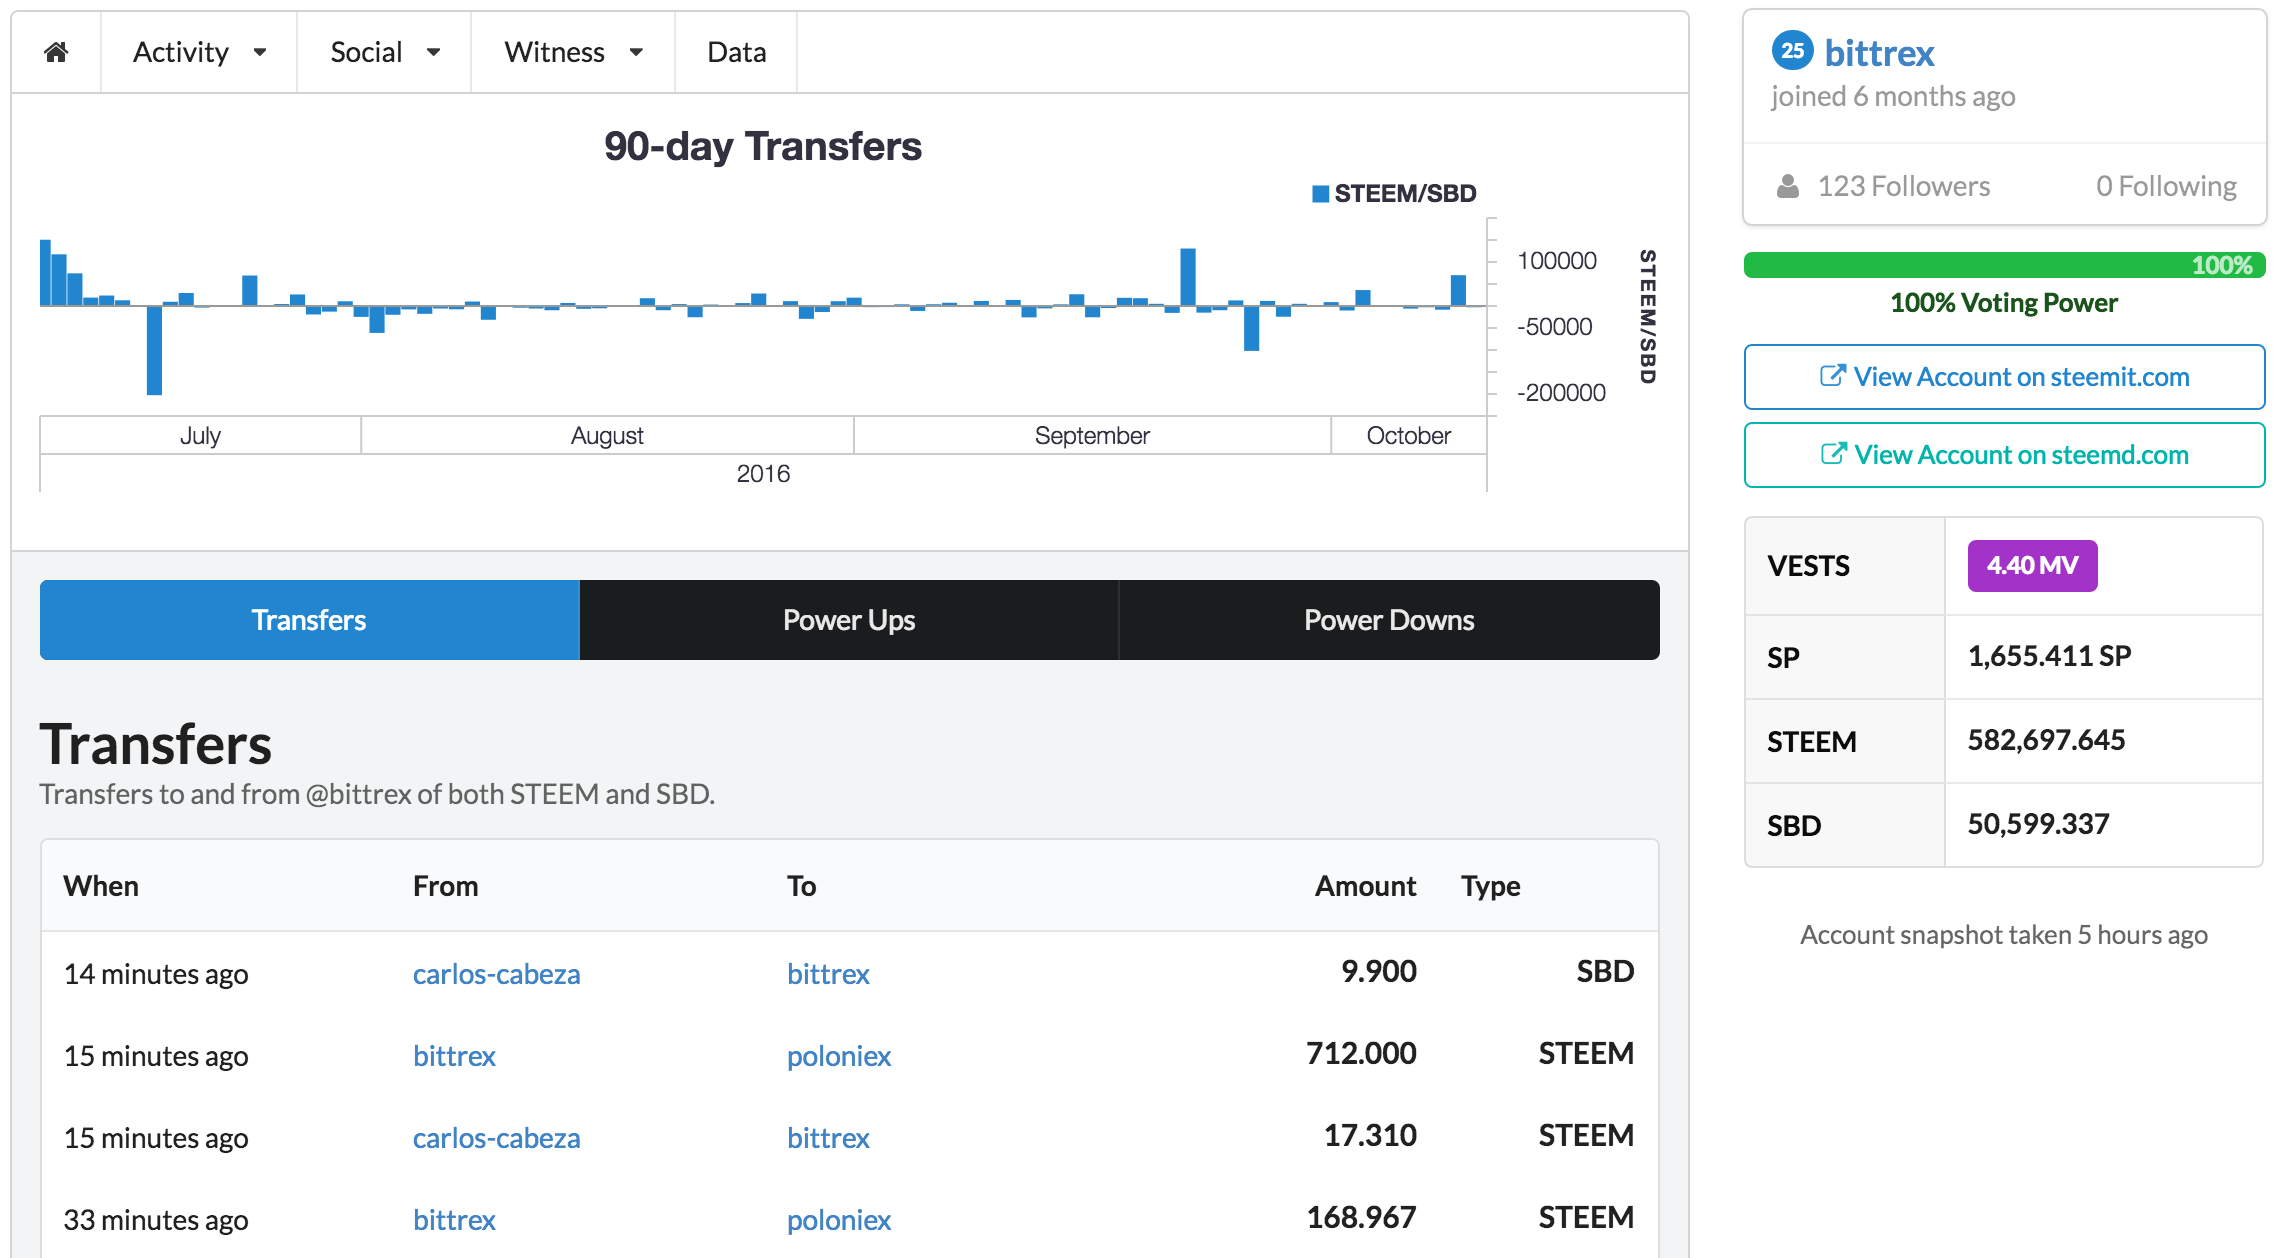 Activity Social Witness Data
90-day Transfers
STEEM/SBD
100000
-50000
-200000
STEEM/SBD
July August September October
2016
Transfers Power Ups Power Downs
Transfers
Transfers to and from @bittrex of both STEEM and SBD.
When From To Amount Type
14 minutes ago carlos-cabeza bittrex 9.900 SBD
15 minutes ago bittrex poloniex 712.000 STEEM
15 minutes ago carlos-cabeza bittrex 17.310 STEEM
33 minutes ago bittrex poloniex 168.967 STEEM
25 bittrex
joined 6 months ago
123 Followers 0 Following
100%
100% Voting Power
View Account on steemit.com
View Account on steemd.com
VESTS 4.40 MV
SP 1,655.411 SP
STEEM 582,697.645
SBD 50,599.337
Account snapshot taken 5 hours ago